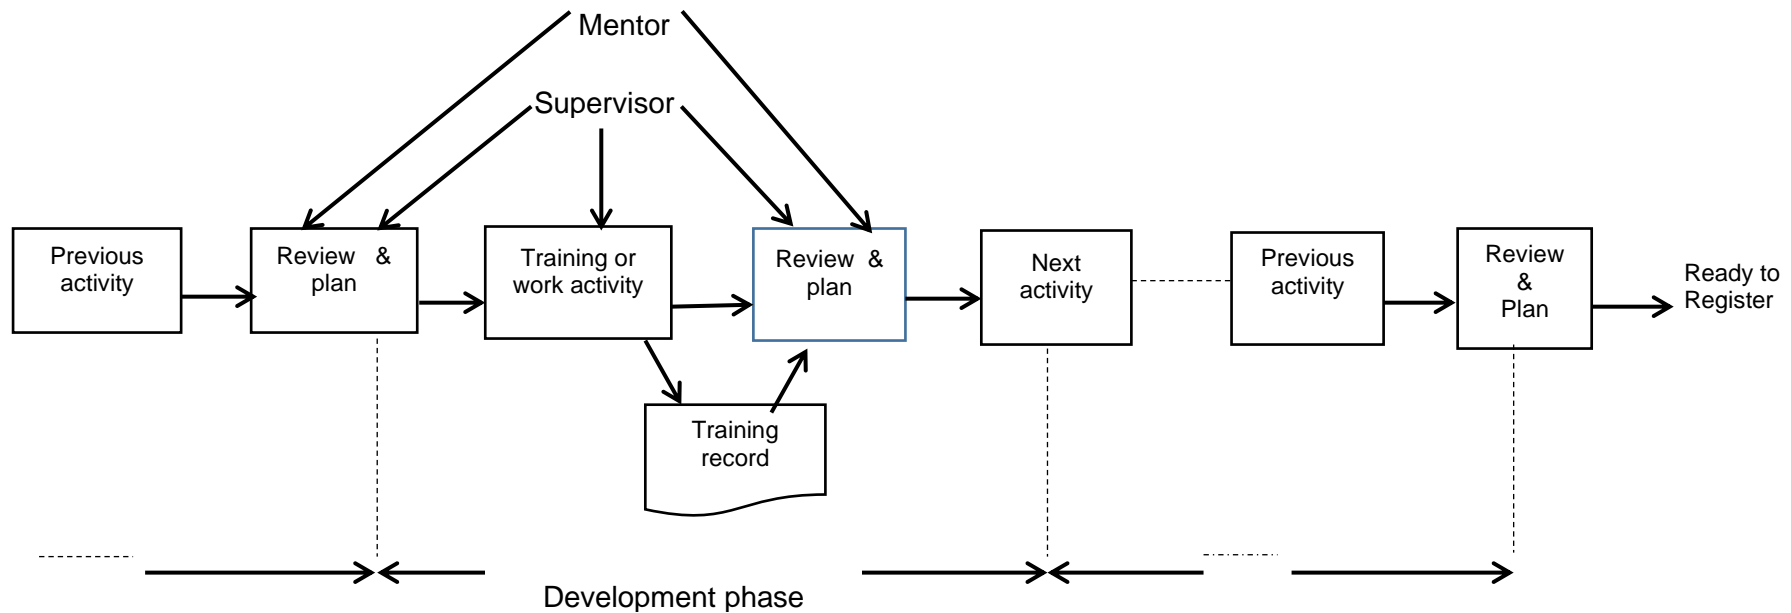 Mentor
Supervisor
Previous
activity
Review &
plan
Training or
work activity
Review &
plan
Next
activity
Previous
activity
Review
&
Plan
Ready to
Register
Training
record
Development phase